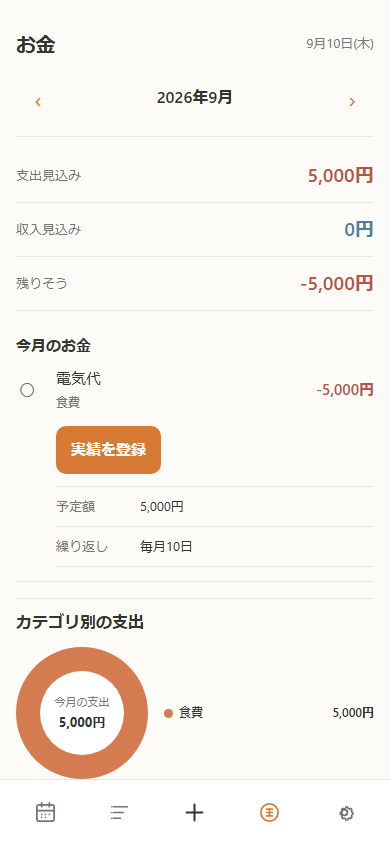 お金
9月10日(木)
‹
2026年9月
›
支出見込み
5,000円
収入見込み
0円
残りそう
-5,000円
今月のお金
電気代
-5,000円
食費
実績を登録
予定額
5,000円
繰り返し
毎月10日
カテゴリ別の支出
今月の支出
5,000円
食費
5,000円